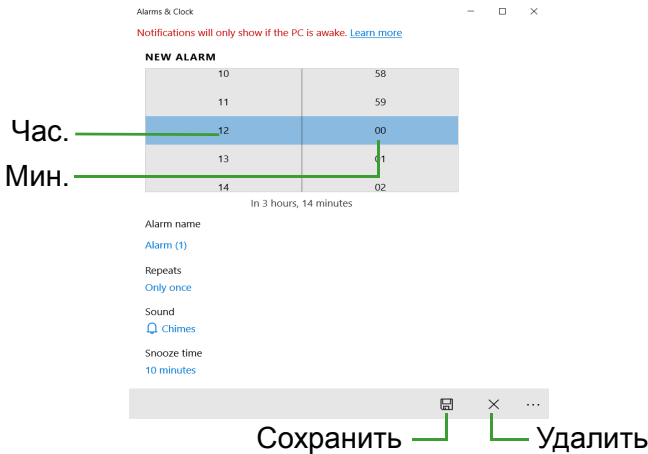 Alarms & Clock
Notifications will only show if the PC is awake. Learn more
NEW ALARM
10 58
11 59
Час. 12 00
13 01
Мин.
14 02
In 3 hours, 14 minutes
Alarm name
Alarm (1)
Repeats
Only once
Sound
Chimes
Snooze time
10 minutes
Сохранить Удалить